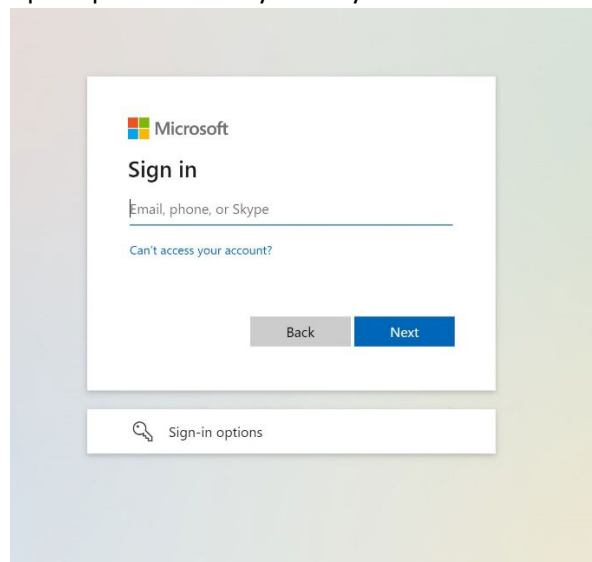 Microsoft
Sign in
Email, phone, or Skype
Can't access your account?
Back Next
Sign-in options